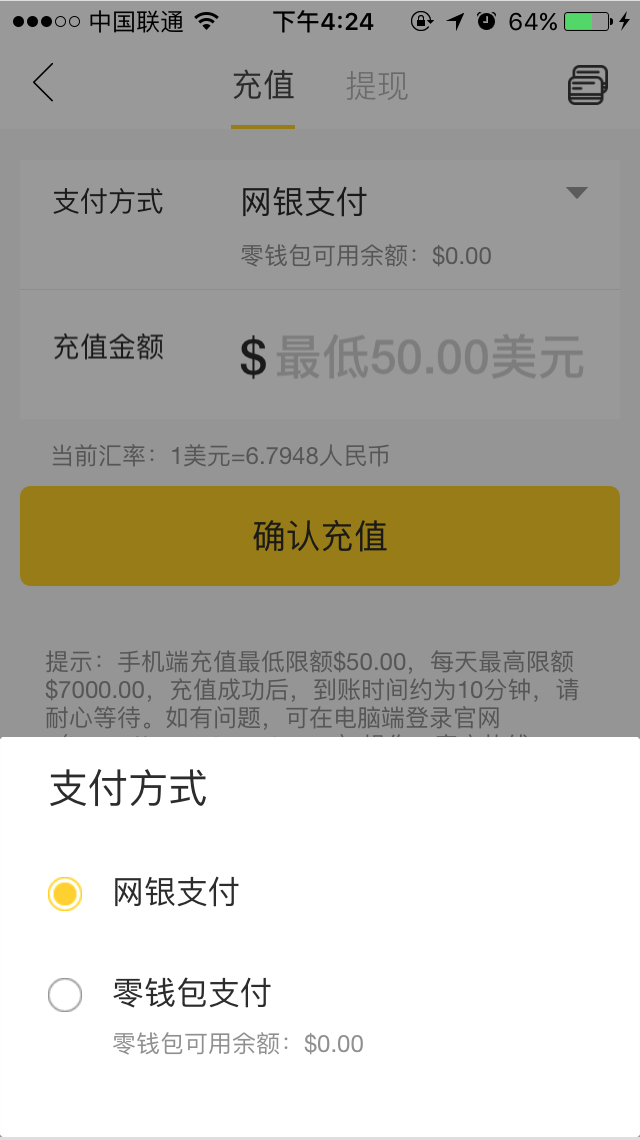 中国联通 下午4:24 64%
充值 提现
支付方式 网银支付
零钱包可用余额：$0.00
充值金额 $ 最低50.00美元
当前汇率：1美元=6.7948人民币
确认充值
提示：手机端充值最低限额$50.00，每天最高限额
$7000.00，充值成功后，到账时间约为10分钟，请
耐心等待。如有问题，可在电脑端登录官网
支付方式
网银支付
零钱包支付
零钱包可用余额：$0.00